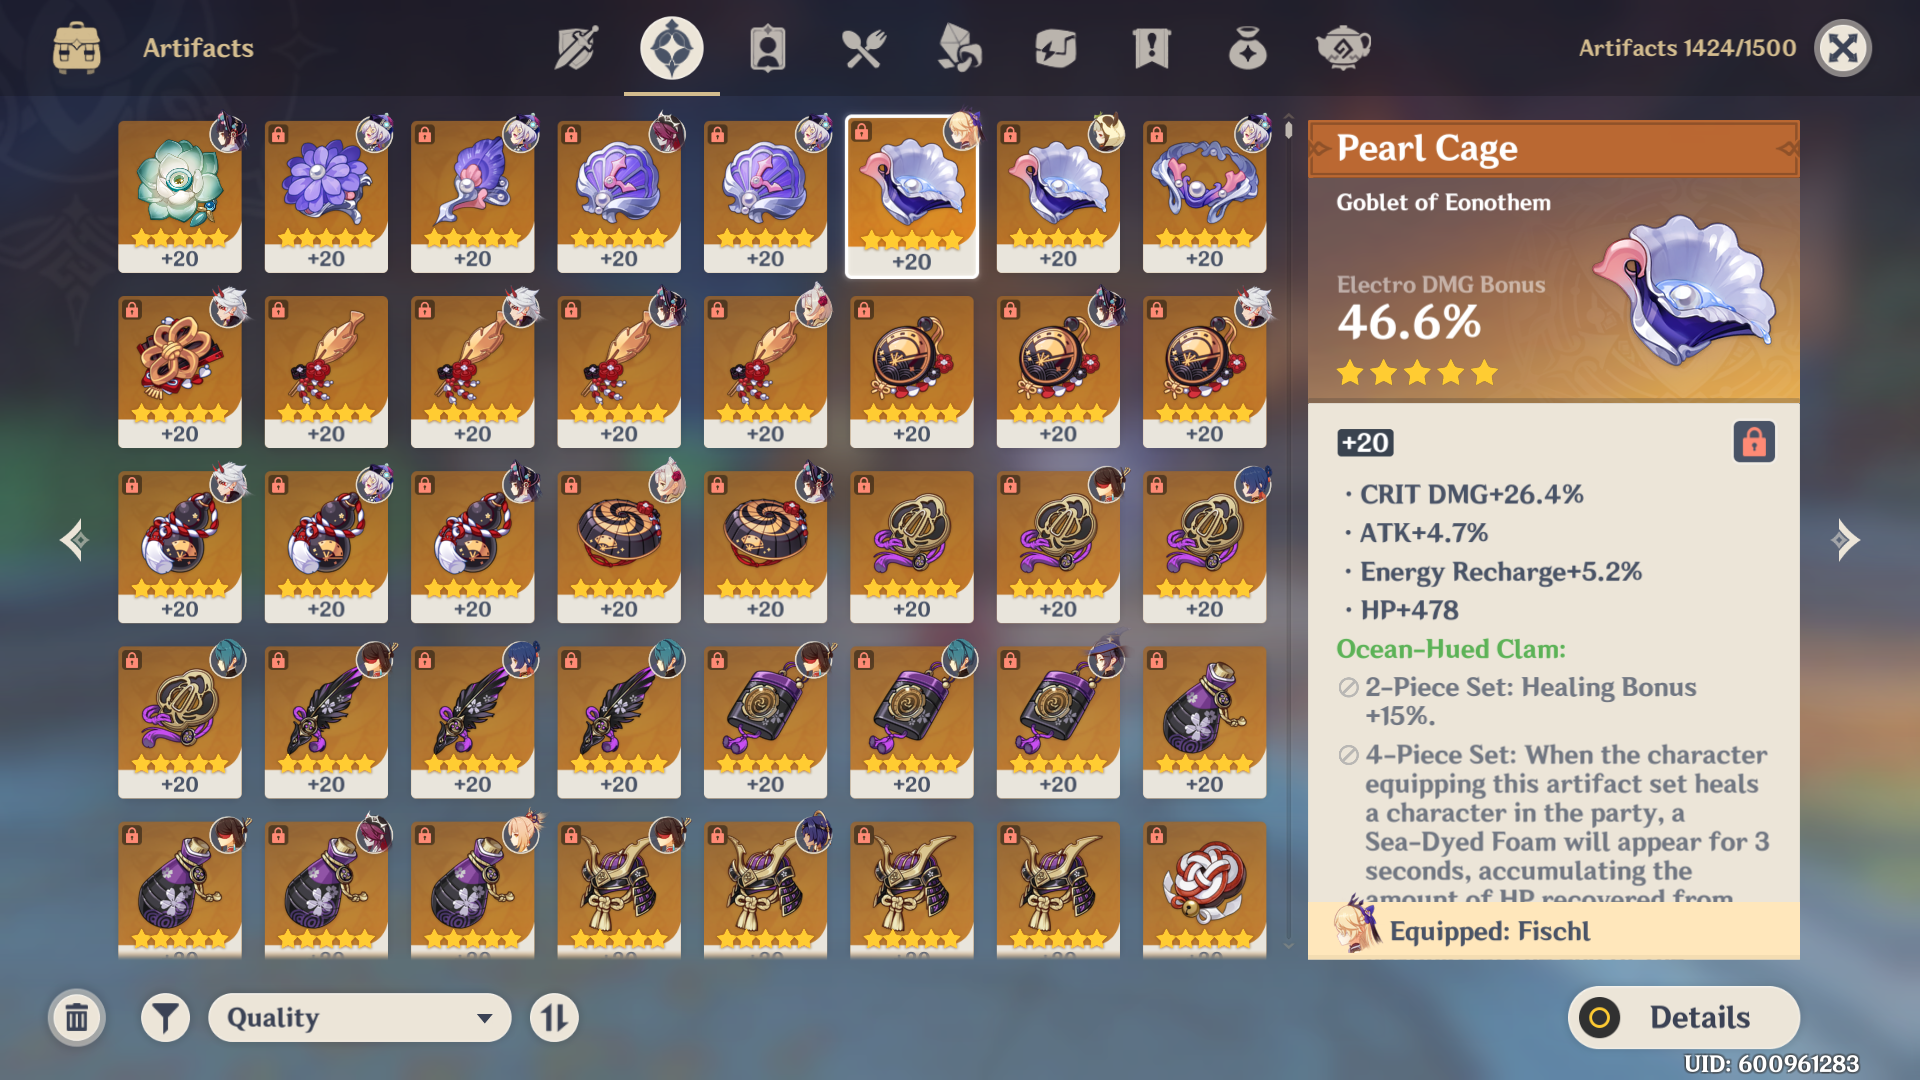 Artifacts
Artifacts 1424/1500
+20 +20 +20 +20 +20 +20 +20 +20
+20 +20 +20 +20 +20 +20 +20 +20
+20 +20 +20 +20 +20 +20 +20 +20
+20 +20 +20 +20 +20 +20 +20 +20
Pearl Cage
Goblet of Eonothem
Electro DMG Bonus
46.6%
+20
· CRIT DMG+26.4%
· ATK+4.7%
· Energy Recharge+5.2%
· HP+478
Ocean-Hued Clam:
2-Piece Set: Healing Bonus
+15%.
4-Piece Set: When the character
equipping this artifact set heals
a character in the party, a
Sea-Dyed Foam will appear for 3
seconds, accumulating the
amount of HP recovered from
Equipped: Fischl
Quality
Details
UID: 600961283